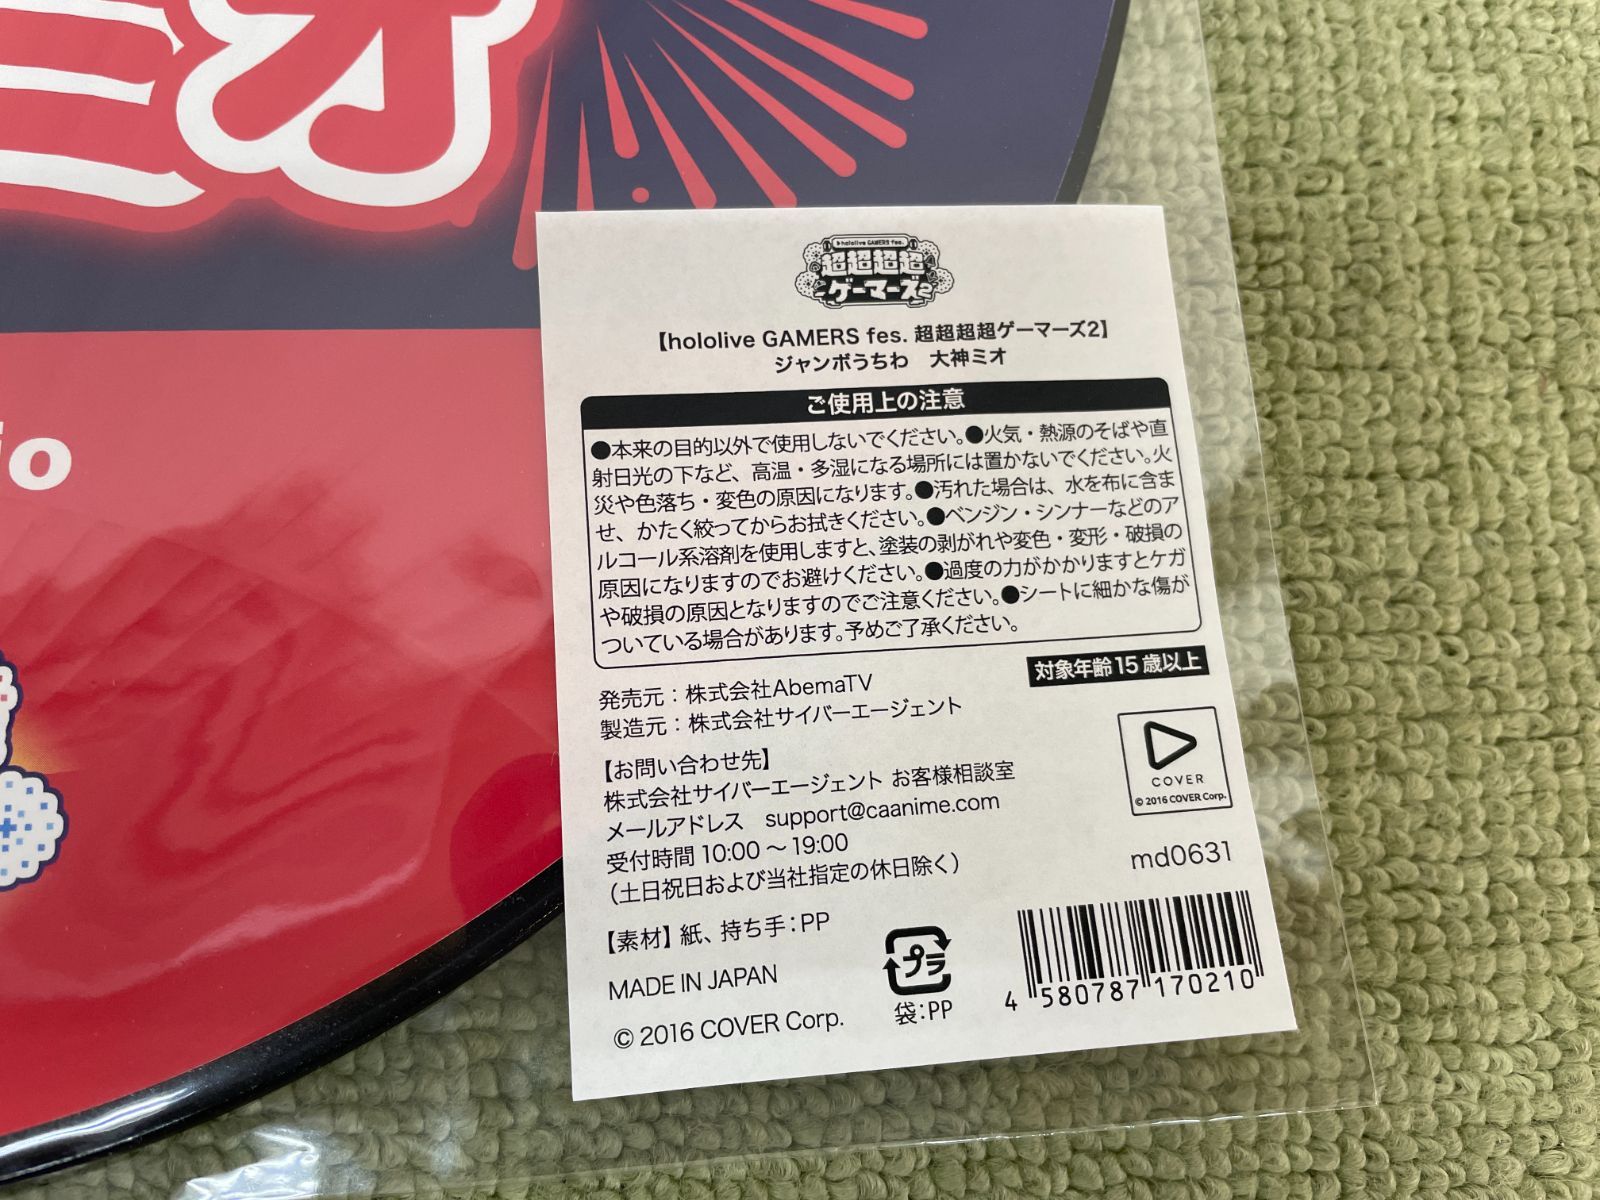 ミオ
io
hololive GAMERS fes.
超超超超
ゲーマーズ2
【hololive GAMERS fes. 超超超超ゲーマーズ2】
ジャンボうちわ　大神ミオ
ご使用上の注意
●本来の目的以外で使用しないでください。●火気・熱源のそばや直
射日光の下など、高温・多湿になる場所には置かないでください。火
災や色落ち・変色の原因になります。●汚れた場合は、水を布に含ま
せ、かたく絞ってからお拭きください。●ベンジン・シンナーなどのア
ルコール系溶剤を使用しますと、塗装の剥がれや変色・変形・破損の
原因になりますのでお避けください。●過度の力がかかりますとケガ
や破損の原因となりますのでご注意ください。●シートに細かな傷が
ついている場合があります。予めご了承ください。
対象年齢15歳以上
発売元：株式会社AbemaTV
製造元：株式会社サイバーエージェント
【お問い合わせ先】
株式会社サイバーエージェント お客様相談室
メールアドレス　support@caanime.com
受付時間 10:00 〜 19:00
（土日祝日および当社指定の休日除く）
COVER
© 2016 COVER Corp.
md0631
【素材】紙、持ち手：PP
MADE IN JAPAN
© 2016 COVER Corp.
プラ
袋：PP
4 580787 170210